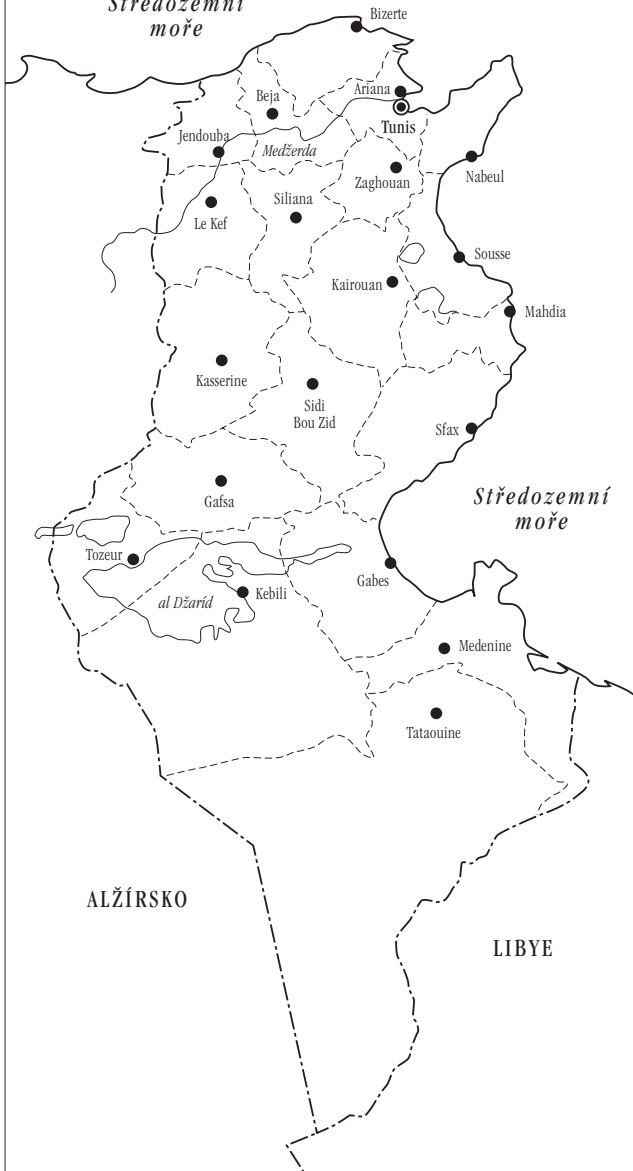 Středozemní
moře
Bizerte
Ariana
Beja
Tunis
Jendouba
Medžerda
Nabeul
Zaghouan
Siliana
Le Kef
Sousse
Kairouan
Mahdia
Kasserine
Sidi
Bou Zid
Sfax
Gafsa
Středozemní
moře
Tozeur
Gabes
Kebili
al Džaríd
Medenine
Tataouine
ALŽÍRSKO
LIBYE